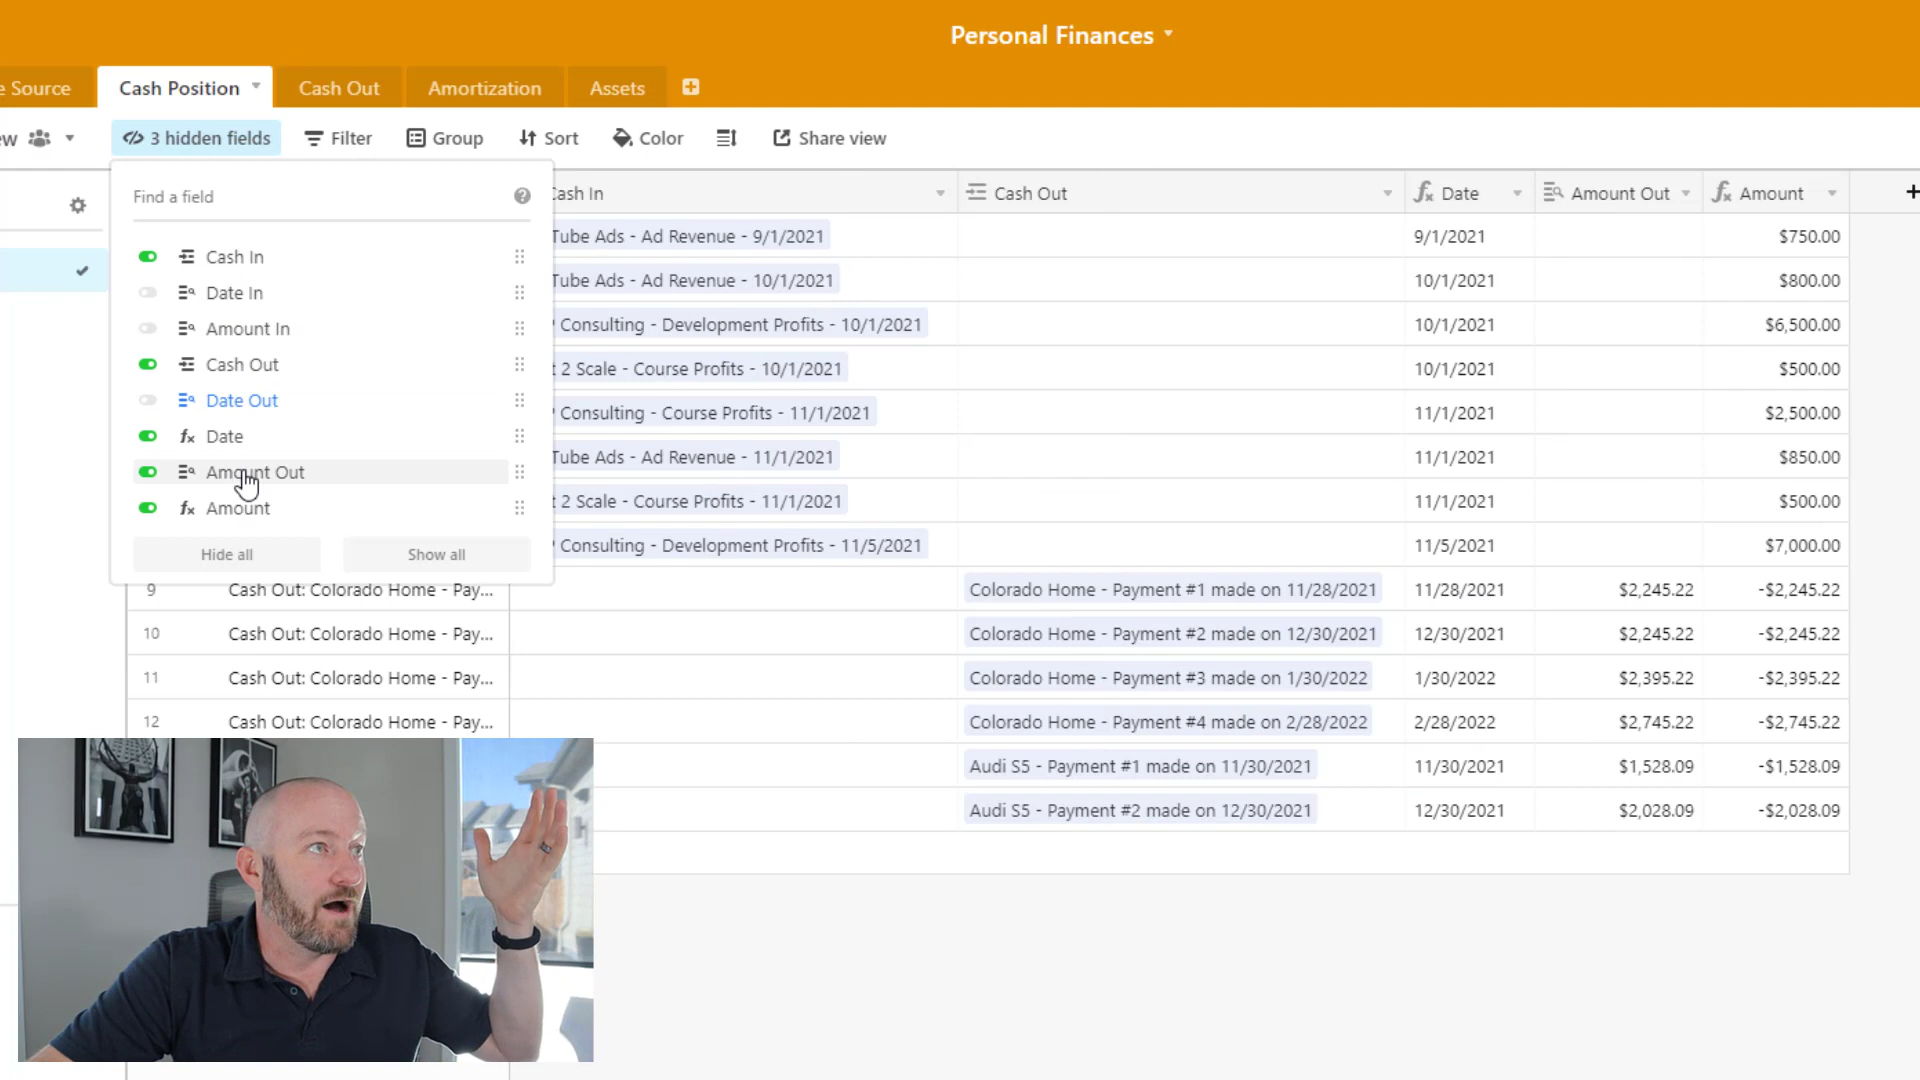 Personal Finances
e Source
Cash Position
Cash Out
Amortization
Assets
ew
3 hidden fields
Filter
Group
Sort
Color
Share view
Find a field
Cash In
Date In
Amount In
Cash Out
Date Out
Date
Amount Out
Amount
Hide all
Show all
Cash In Cash Out Date Amount Out Amount
Tube Ads - Ad Revenue - 9/1/2021 9/1/2021 $750.00
Tube Ads - Ad Revenue - 10/1/2021 10/1/2021 $800.00
Consulting - Development Profits - 10/1/2021 10/1/2021 $6,500.00
t 2 Scale - Course Profits - 10/1/2021 10/1/2021 $500.00
Consulting - Course Profits - 11/1/2021 11/1/2021 $2,500.00
Tube Ads - Ad Revenue - 11/1/2021 11/1/2021 $850.00
t 2 Scale - Course Profits - 11/1/2021 11/1/2021 $500.00
Consulting - Development Profits - 11/5/2021 11/5/2021 $7,000.00
9 Cash Out: Colorado Home - Pay... Colorado Home - Payment #1 made on 11/28/2021 11/28/2021 $2,245.22 -$2,245.22
10 Cash Out: Colorado Home - Pay... Colorado Home - Payment #2 made on 12/30/2021 12/30/2021 $2,245.22 -$2,245.22
11 Cash Out: Colorado Home - Pay... Colorado Home - Payment #3 made on 1/30/2022 1/30/2022 $2,395.22 -$2,395.22
12 Cash Out: Colorado Home - Pay... Colorado Home - Payment #4 made on 2/28/2022 2/28/2022 $2,745.22 -$2,745.22
Audi S5 - Payment #1 made on 11/30/2021 11/30/2021 $1,528.09 -$1,528.09
Audi S5 - Payment #2 made on 12/30/2021 12/30/2021 $2,028.09 -$2,028.09